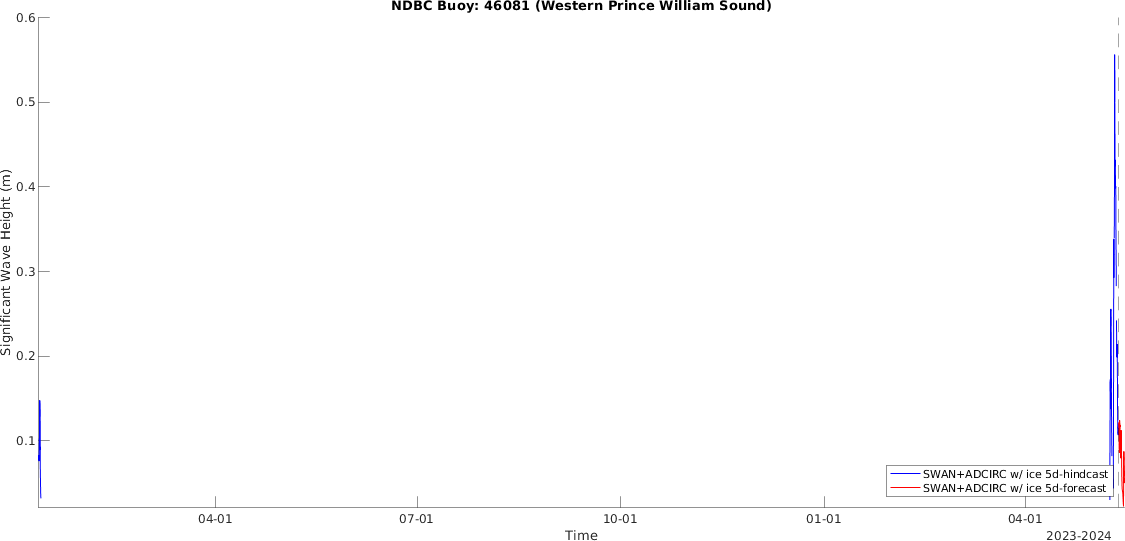 NDBC Buoy: 46081 (Western Prince William Sound)
Significant Wave Height (m)
0.6
0.5
0.4
0.3
0.2
0.1
SWAN+ADCIRC w/ ice 5d-hindcast
SWAN+ADCIRC w/ ice 5d-forecast
04-01
07-01
10-01
01-01
04-01
Time
2023-2024